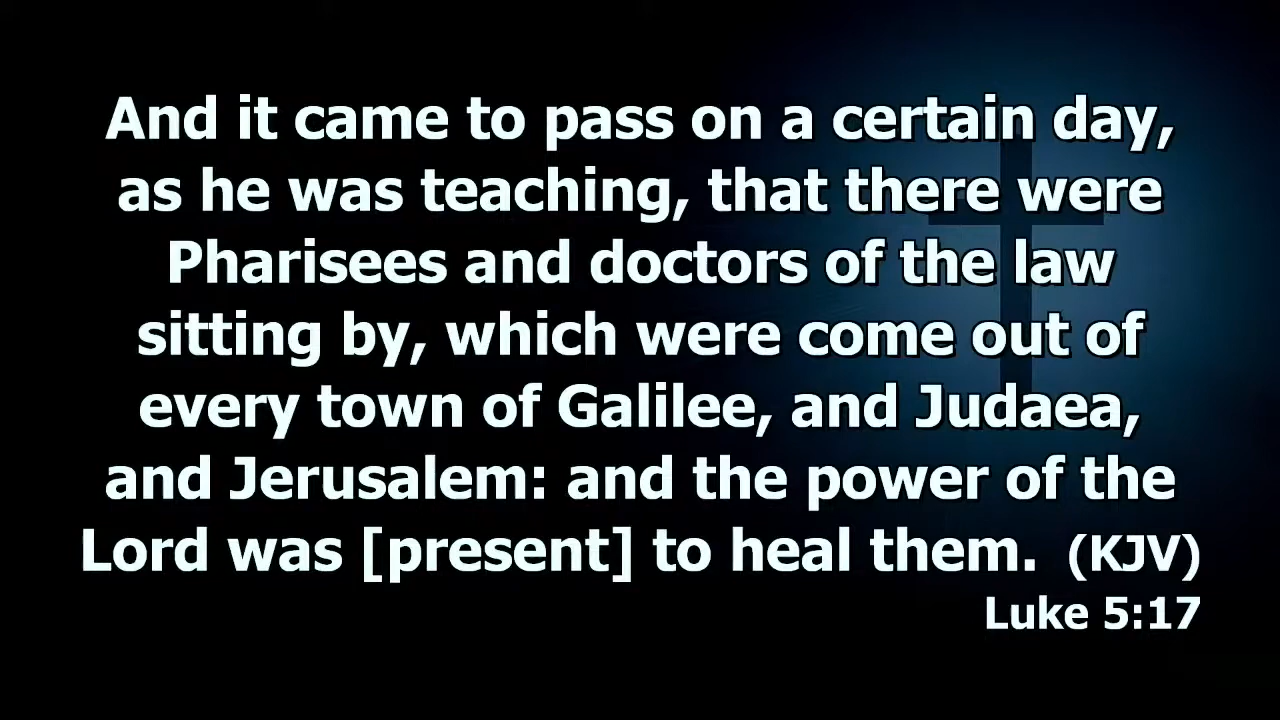 And it came to pass on a certain day,
as he was teaching, that there were
Pharisees and doctors of the law
sitting by, which were come out of
every town of Galilee, and Judaea,
and Jerusalem: and the power of the
Lord was [present] to heal them. (KJV)
Luke 5:17